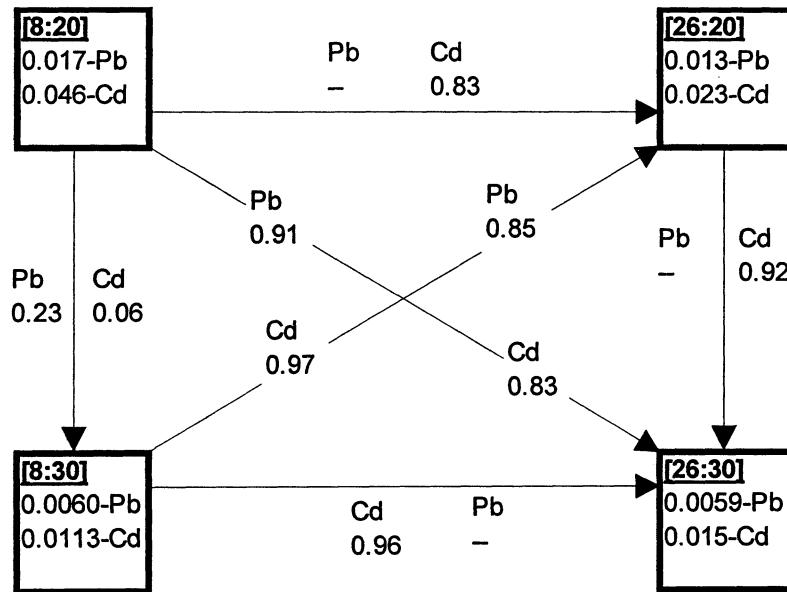 [8:20]
0.017-Pb
0.046-Cd
Pb Cd
– 0.83
[26:20]
0.013-Pb
0.023-Cd
Pb
0.91
Pb
0.85
Pb Cd
0.23 0.06
Pb Cd
– 0.92
Cd
0.97
Cd
0.83
[8:30]
0.0060-Pb
0.0113-Cd
Cd Pb
0.96 –
[26:30]
0.0059-Pb
0.015-Cd